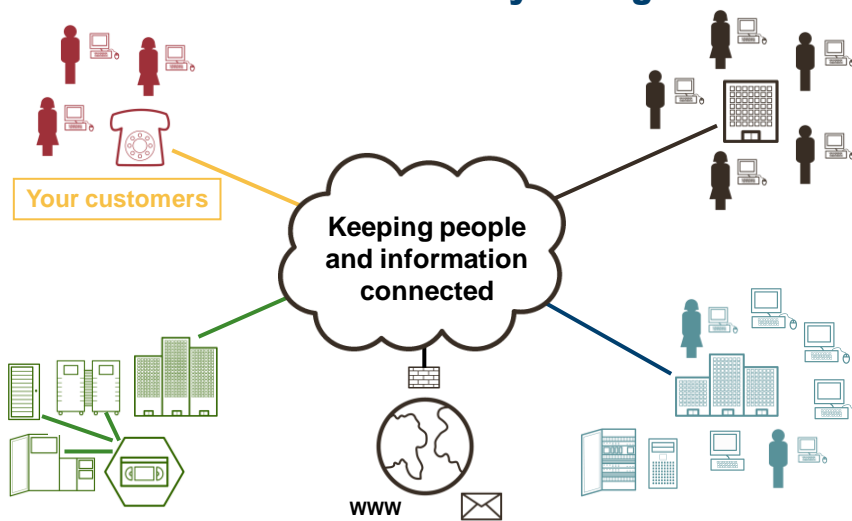 Your customers
Keeping people
and information
connected
www